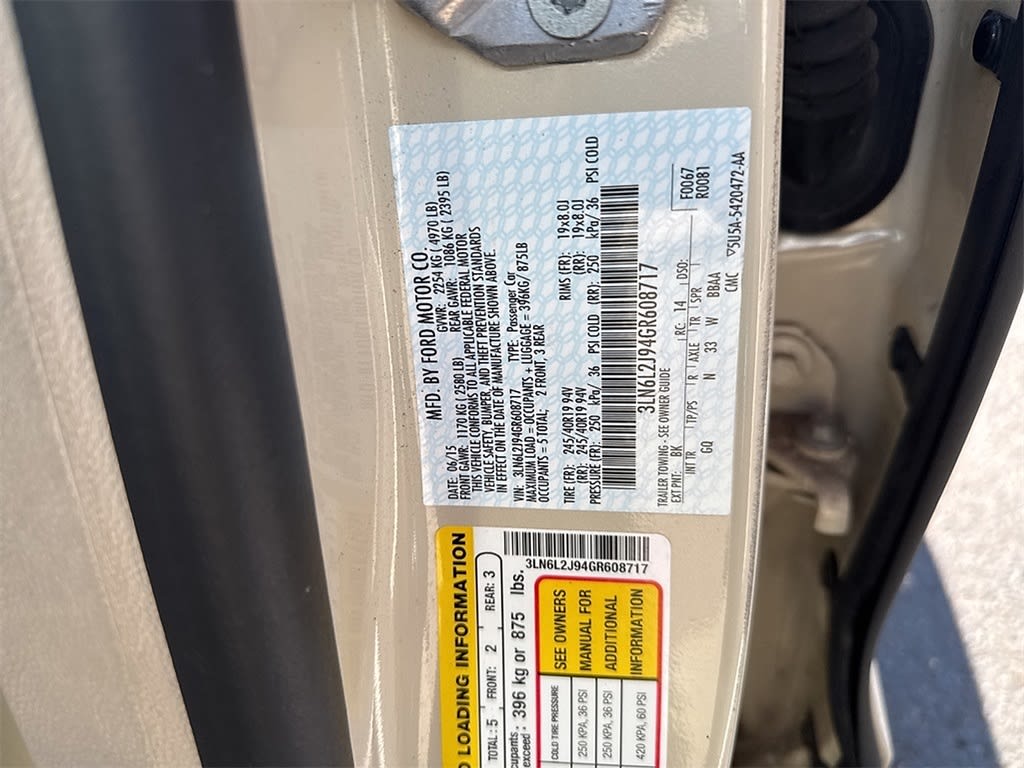 MFD. BY FORD MOTOR CO.
DATE: 06/15 GVWR: 2254 KG ( 4970 LB)
FRONT GAWR: 1170 KG ( 2580 LB) REAR GAWR: 1086 KG ( 2395 LB)
THIS VEHICLE CONFORMS TO ALL APPLICABLE FEDERAL MOTOR
VEHICLE SAFETY, BUMPER, AND THEFT PREVENTION STANDARDS
IN EFFECT ON THE DATE OF MANUFACTURE SHOWN ABOVE.
VIN: 3LN6L2J94GR608717 TYPE: Passenger Car
MAXIMUM LOAD = OCCUPANTS + LUGGAGE = 396KG/ 875LB
OCCUPANTS = 5 TOTAL: 2 FRONT, 3 REAR
TIRE (FR): 245/40R19 94V RIMS (FR): 19x8.0J
(RR): 245/40R19 94V (RR): 19x8.0J
PRESSURE (FR): 250 kPa/ 36 PSI COLD (RR): 250 kPa/ 36 PSI COLD
3LN6L2J94GR608717
TRAILER TOWING - SEE OWNER GUIDE
EXT PNT: BK RC: 14 DSO: F0067
R0081
INT TR TP/PS R AXLE TR SPR
GQ N 33 W BBAA
CMC 5U5A-5420472-AA
LOADING INFORMATION
TOTAL: 5 FRONT: 2 REAR: 3
396 kg or 875 lbs.
3LN6L2J94GR608717
COLD TIRE PRESSURE
250 KPA, 36 PSI
250 KPA, 36 PSI
420 KPA, 60 PSI
SEE OWNERS
MANUAL FOR
ADDITIONAL
INFORMATION